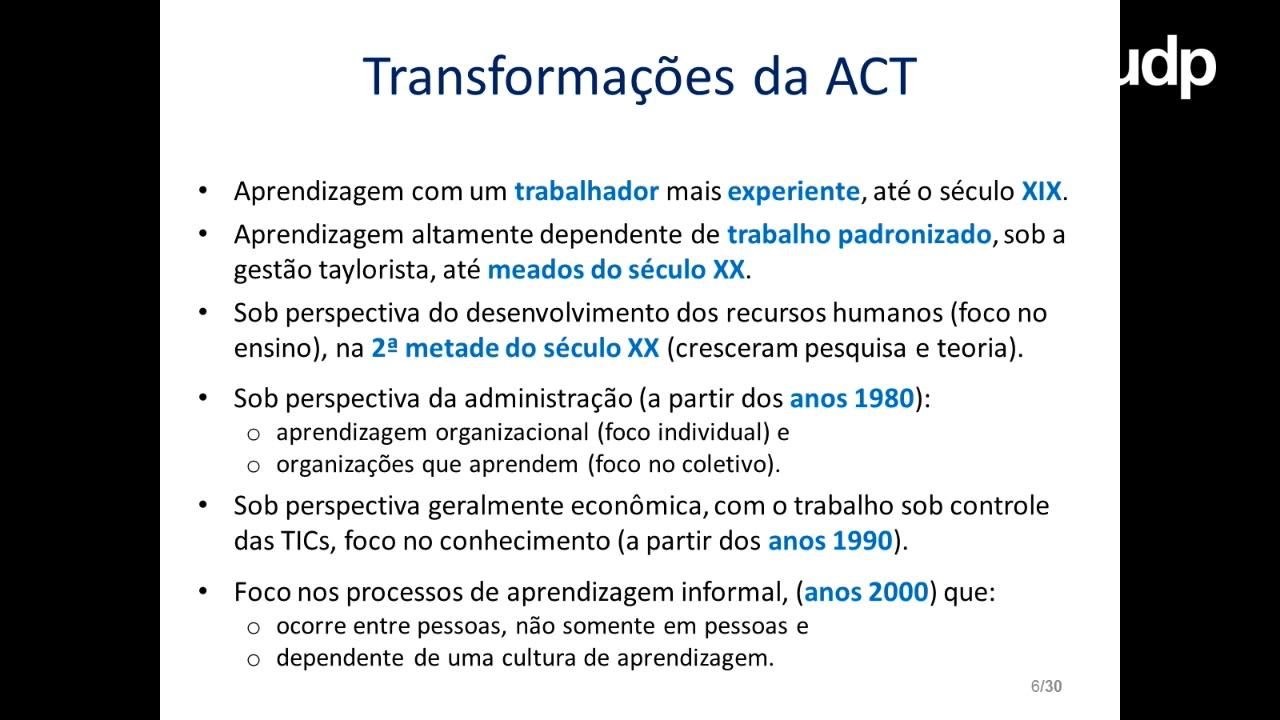 Transformações da ACT
udp
• Aprendizagem com um trabalhador mais experiente, até o século XIX.
• Aprendizagem altamente dependente de trabalho padronizado, sob a
gestão taylorista, até meados do século XX.
• Sob perspectiva do desenvolvimento dos recursos humanos (foco no
ensino), na 2ª metade do século XX (cresceram pesquisa e teoria).
• Sob perspectiva da administração (a partir dos anos 1980):
o aprendizagem organizacional (foco individual) e
o organizações que aprendem (foco no coletivo).
• Sob perspectiva geralmente econômica, com o trabalho sob controle
das TICs, foco no conhecimento (a partir dos anos 1990).
• Foco nos processos de aprendizagem informal, (anos 2000) que:
o ocorre entre pessoas, não somente em pessoas e
o dependente de uma cultura de aprendizagem.
6/30